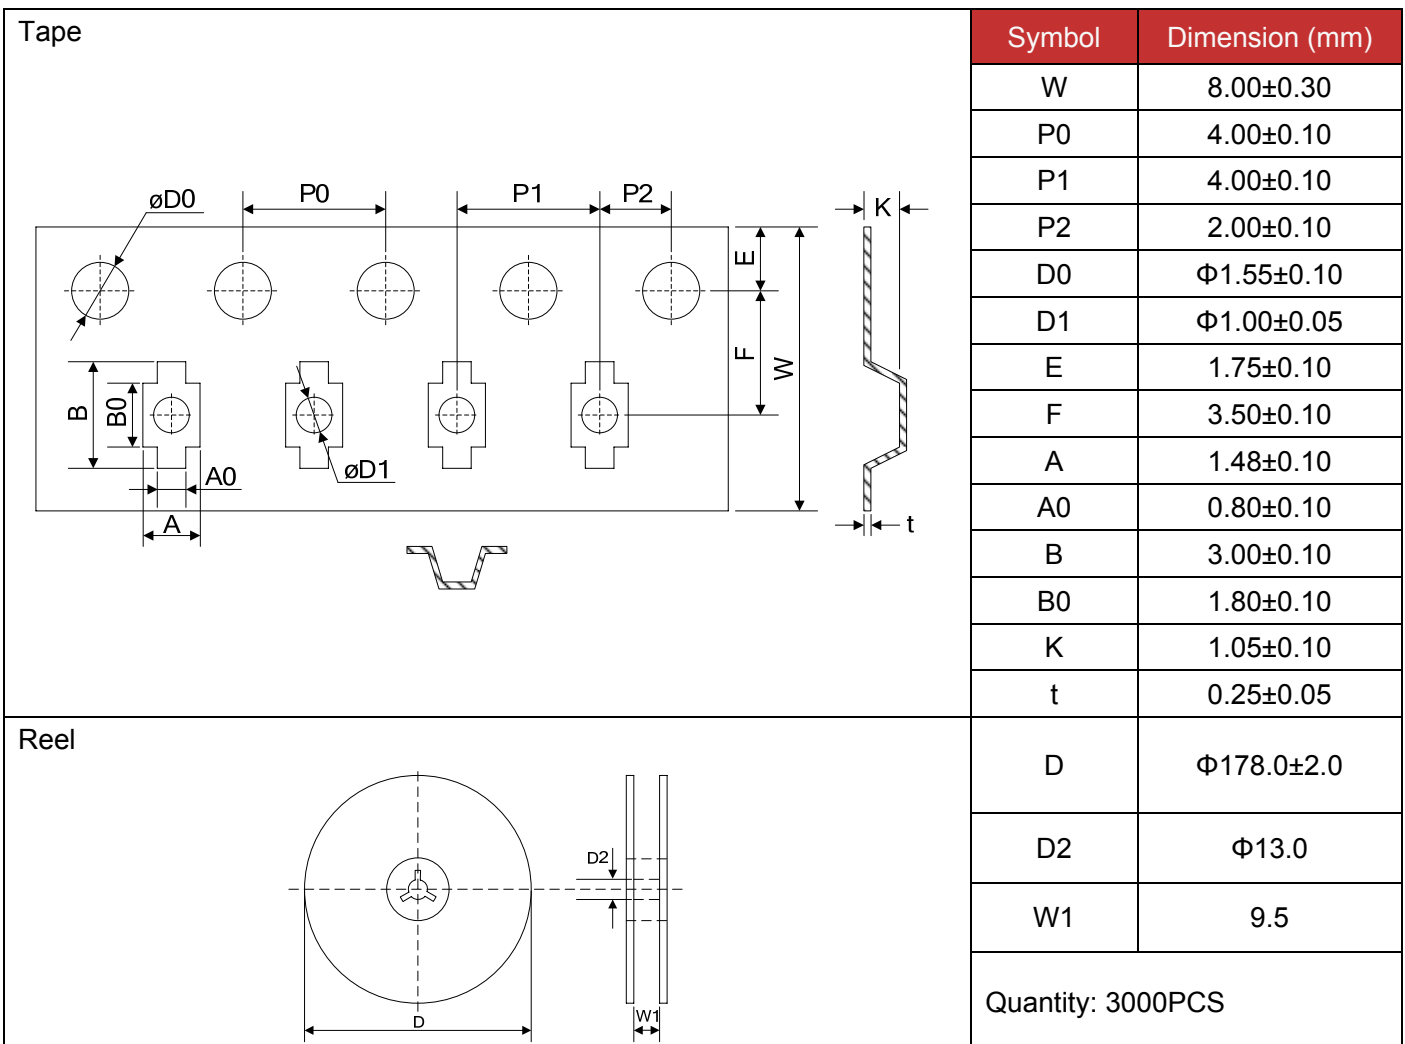 Tape
Symbol Dimension (mm)
W 8.00±0.30
P0 4.00±0.10
P1 4.00±0.10
P2 2.00±0.10
D0 Φ1.55±0.10
D1 Φ1.00±0.05
E 1.75±0.10
F 3.50±0.10
A 1.48±0.10
A0 0.80±0.10
B 3.00±0.10
B0 1.80±0.10
K 1.05±0.10
t 0.25±0.05
øD0
P0
P1
P2
K
E
F
W
B
B0
A0
A
øD1
t
Reel
D Φ178.0±2.0
D2 Φ13.0
W1 9.5
Quantity: 3000PCS
D2
D
W1